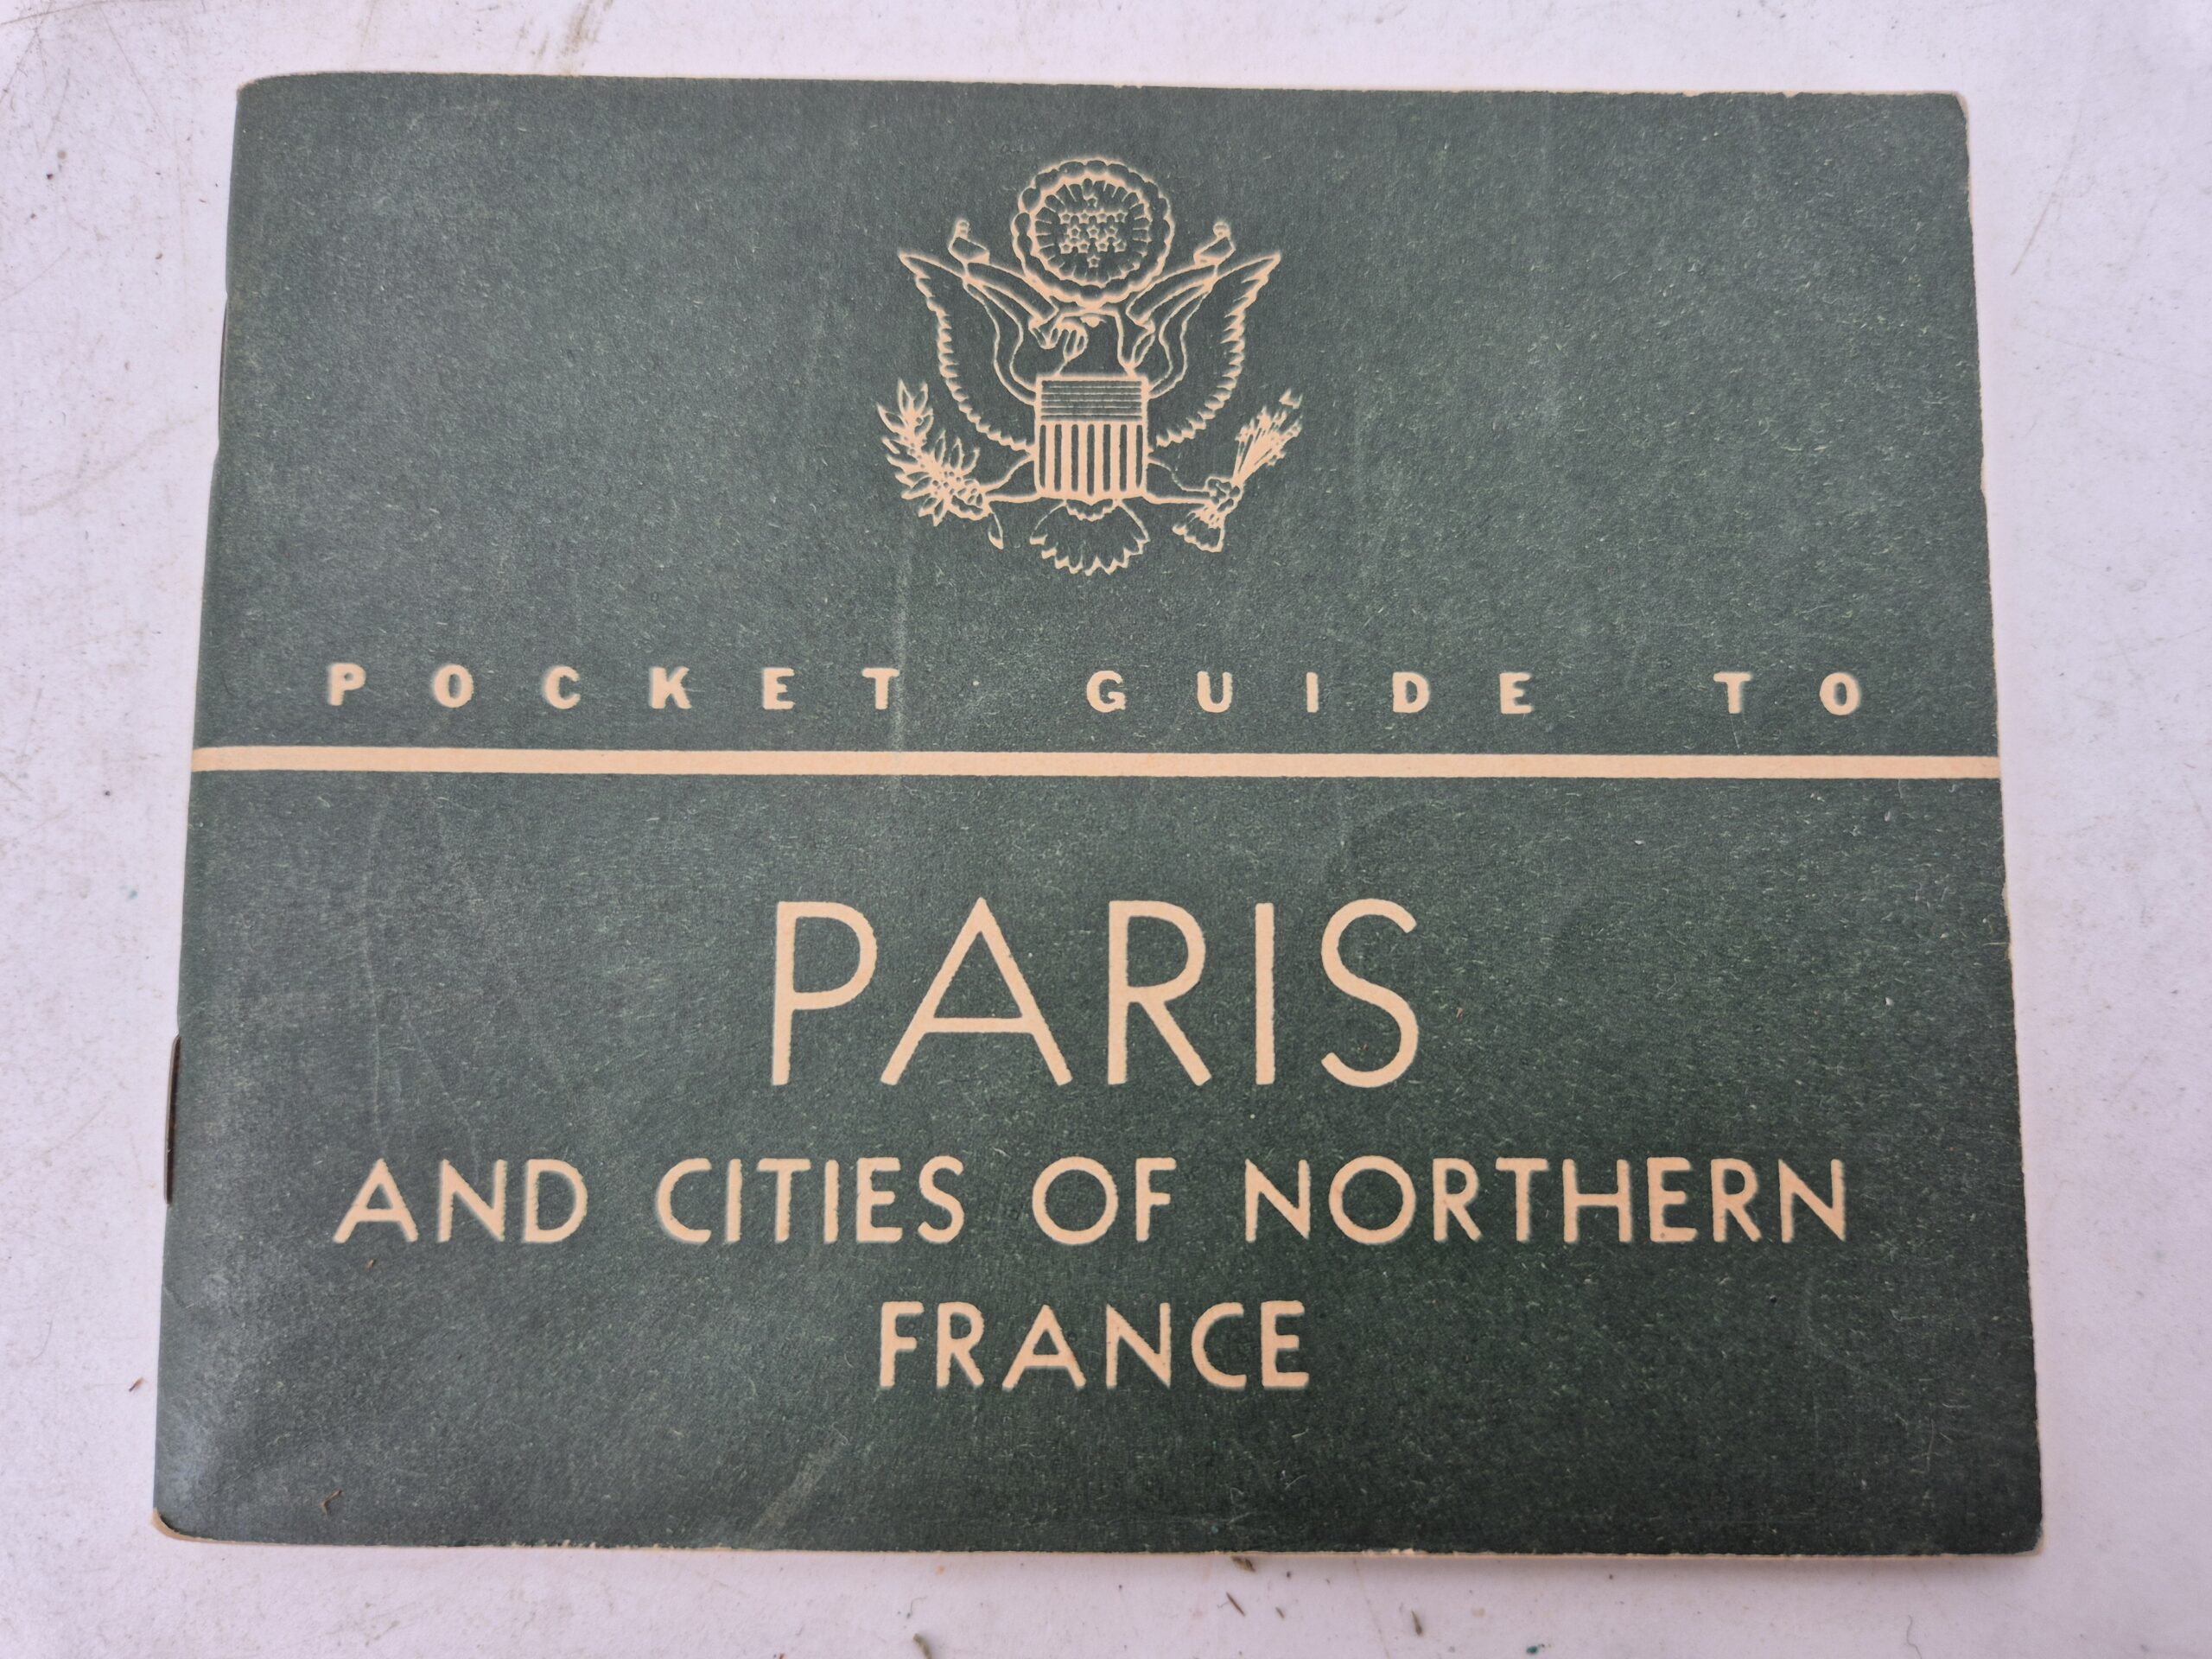 POCKET GUIDE TO
PARIS
AND CITIES OF NORTHERN
FRANCE